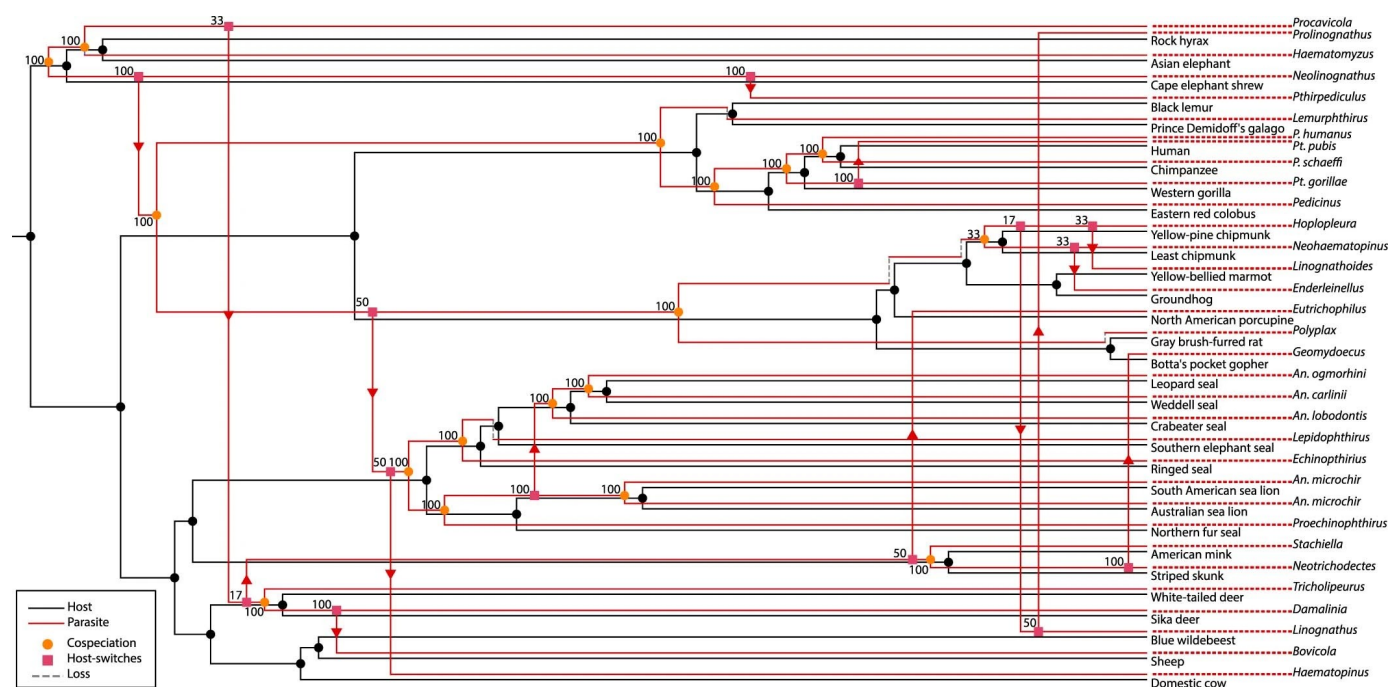 33
Procavicola
Prolinognathus
100
Rock hyrax
100
Haematomyzus
Asian elephant
100
100
Neolinognathus
Cape elephant shrew
Pthirpediculus
Black lemur
Lemurphthirus
Prince Demidoff's galago
P. humanus
100
Pt. pubis
100
Human
P. schaeffi
100
Chimpanzee
100
Pt. gorillae
100
Western gorilla
Pedicinus
Eastern red colobus
100
17
33
Hoplopleura
33
Yellow-pine chipmunk
33
Neohaematopinus
Least chipmunk
Linognathoides
Yellow-bellied marmot
Enderleinellus
Groundhog
50
100
Eutrichophilus
North American porcupine
Polyplax
Gray brush-furred rat
Geomydoecus
Botta's pocket gopher
An. ogmorhini
100
Leopard seal
An. carlinii
100
Weddell seal
An. lobodontis
Crabeater seal
100
Lepidophthirus
Southern elephant seal
50
100
Echinopthirius
Ringed seal
An. microchir
100
100
South American sea lion
An. microchir
100
Australian sea lion
Proechinophthirus
Northern fur seal
Stachiella
50
American mink
100
100
Neotrichodectes
Striped skunk
Tricholipeurus
17
White-tailed deer
100
100
Damalinia
Sika deer
50
Linognathus
Blue wildebeest
Bovicola
Sheep
Haematopinus
Domestic cow
Host
Parasite
Cospeciation
Host-switches
Loss